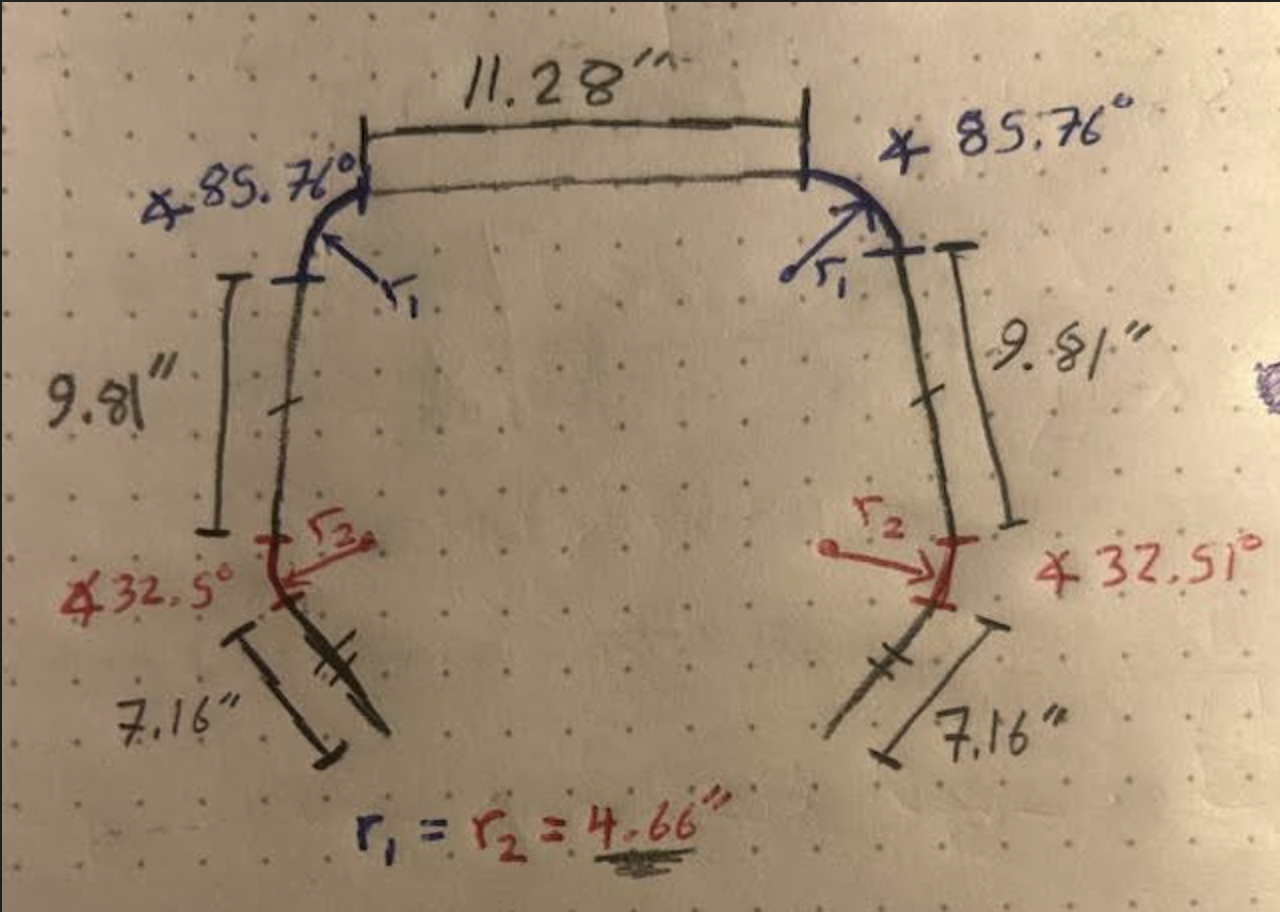 11.28"
∡ 85.76°
∡ 85.76°
r₁
r₁
9.81"
9.81"
r₂
r₂
∡ 32.5°
∡ 32.51°
7.16"
7.16"
r₁ = r₂ = 4.66"